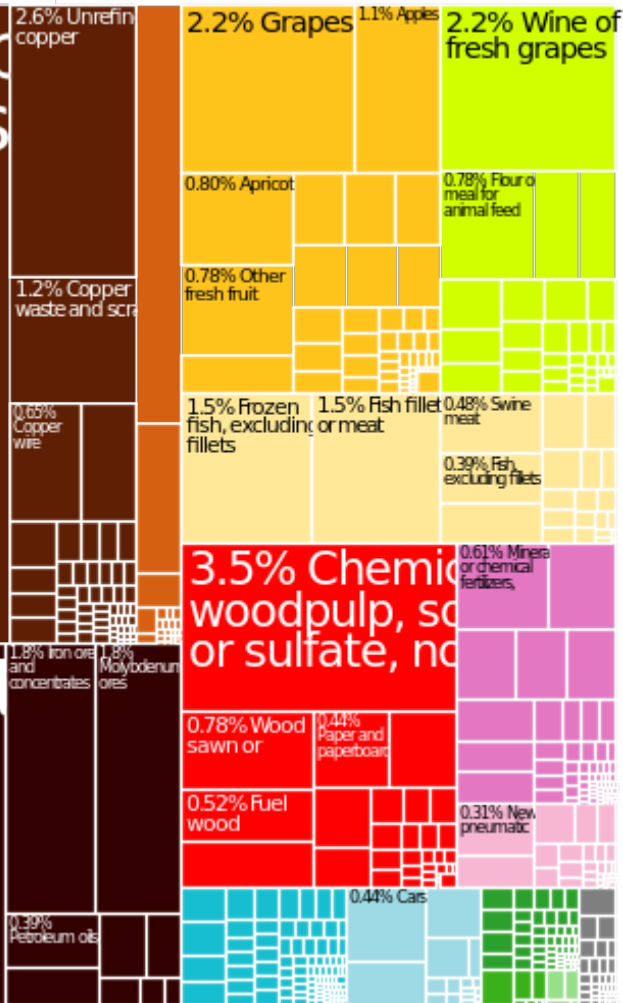 2.6% Unrefin
copper
1.2% Copper
waste and scra
0.65%
Copper
wire
1.8% Iron ore
and
concentrates
1.8%
Molybdenum
ores
0.39%
Petroleum oils
2.2% Grapes
1.1% Apples
0.80% Apricot
0.78% Other
fresh fruit
2.2% Wine of
fresh grapes
0.78% Flour o
meal for
animal feed
1.5% Frozen
fish, excluding
fillets
1.5% Fish fillet
or meat
0.48% Swine
meat
0.39% Fish,
excluding fillets
3.5% Chemic
woodpulp, so
or sulfate, no
0.78% Wood
sawn or
0.44%
Paper and
paperboard
0.52% Fuel
wood
0.61% Minera
or chemical
fertilizers,
0.31% New
pneumatic
0.44% Cars